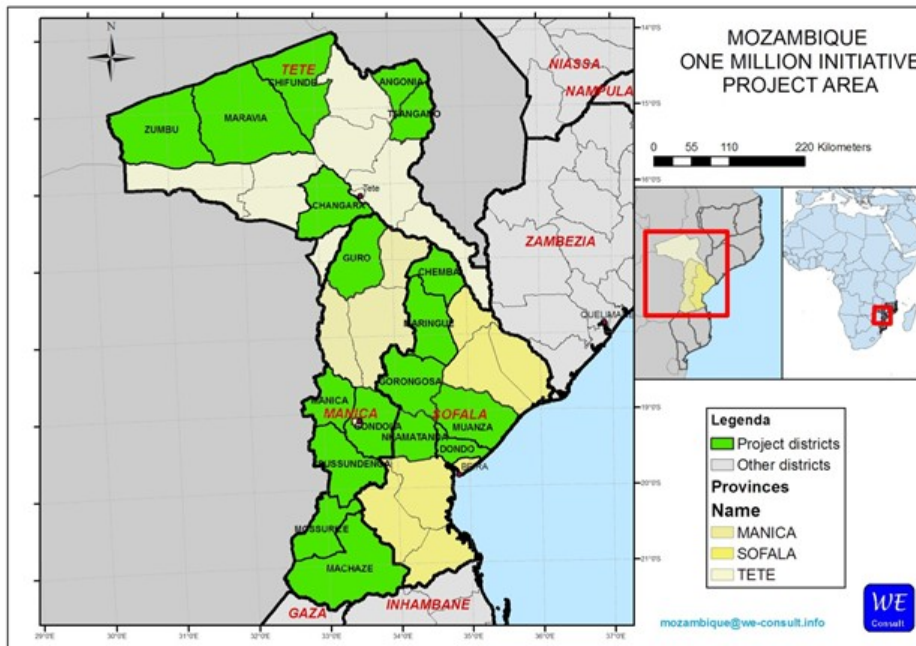 MOZAMBIQUE
ONE MILLION INITIATIVE
PROJECT AREA
0 55 110 220 Kilometers
N
TETE
CHIFUNDE
ANGONIA
TSANGANO
MARAVIA
ZUMBU
Tete
CHANGARA
NIASSA
NAMPULA
ZAMBEZIA
QUELIMA
GURO
CHEMBA
MARINGUE
GORONGOSA
MANICA
MANICA
GONDOLA
SOFALA
MUANZA
NHAMATANDA
DONDO
BEIRA
SUSSUNDENGA
MOSSURIZE
MACHAZE
GAZA
INHAMBANE
14°0'S
15°0'S
16°0'S
19°0'S
20°0'S
21°0'S
29°0'E
30°0'E
31°0'E
32°0'E
33°0'E
34°0'E
35°0'E
36°0'E
37°0'E
Legenda
Project districts
Other districts
Provinces
Name
MANICA
SOFALA
TETE
mozambique@we-consult.info
WE
Consult